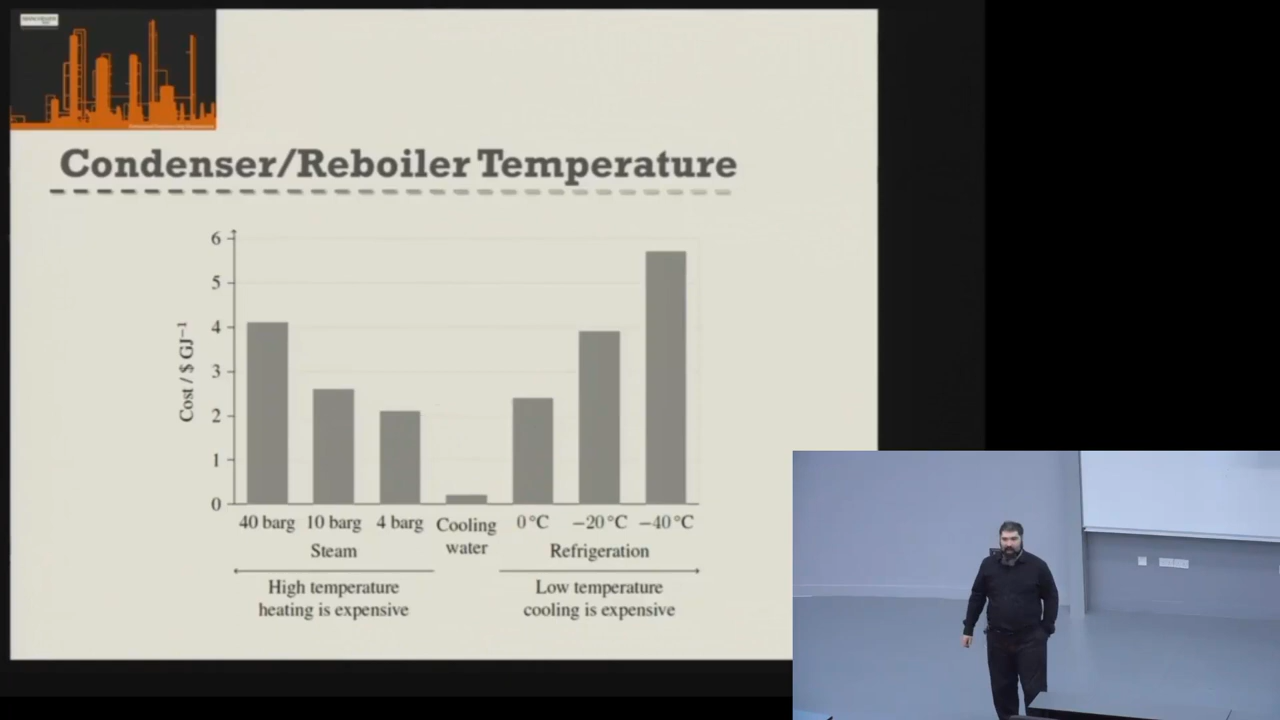 Condenser/Reboiler Temperature
6
5
4
3
2
1
0
Cost / $ GJ⁻¹
40 barg 10 barg 4 barg Cooling water 0 °C −20 °C −40 °C
Steam Refrigeration
High temperature Low temperature
heating is expensive cooling is expensive